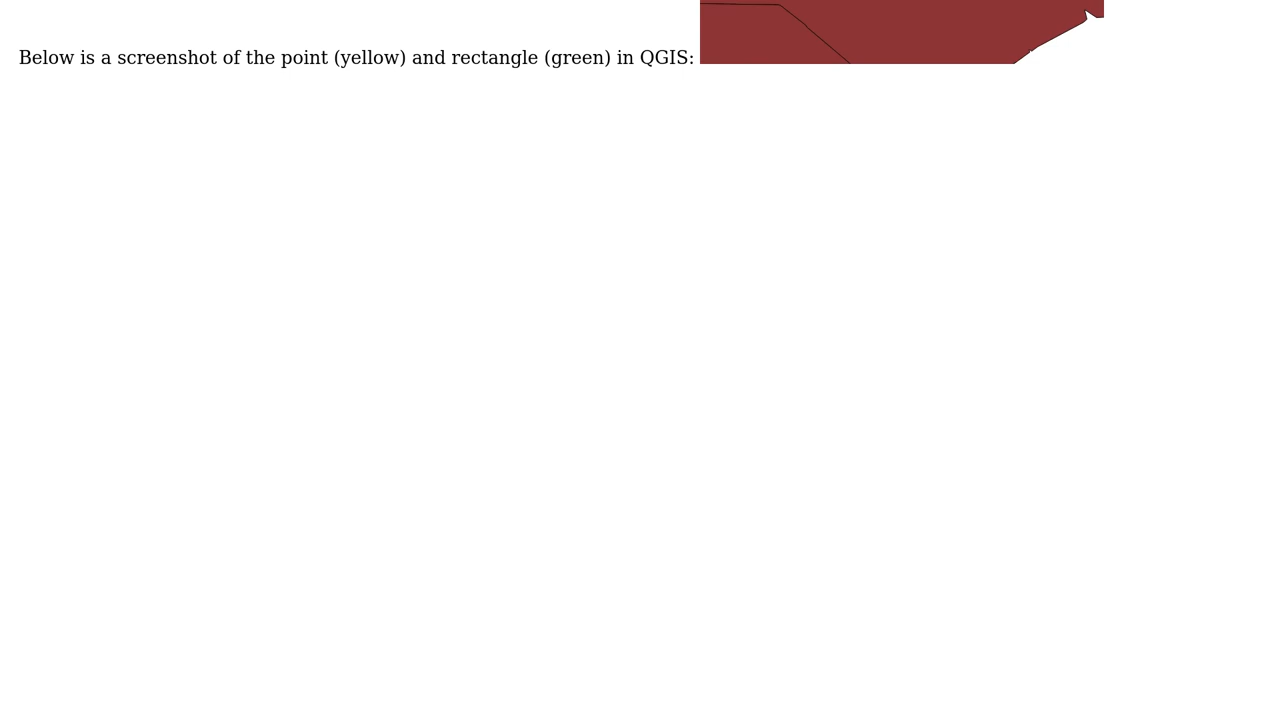 Below is a screenshot of the point (yellow) and rectangle (green) in QGIS: